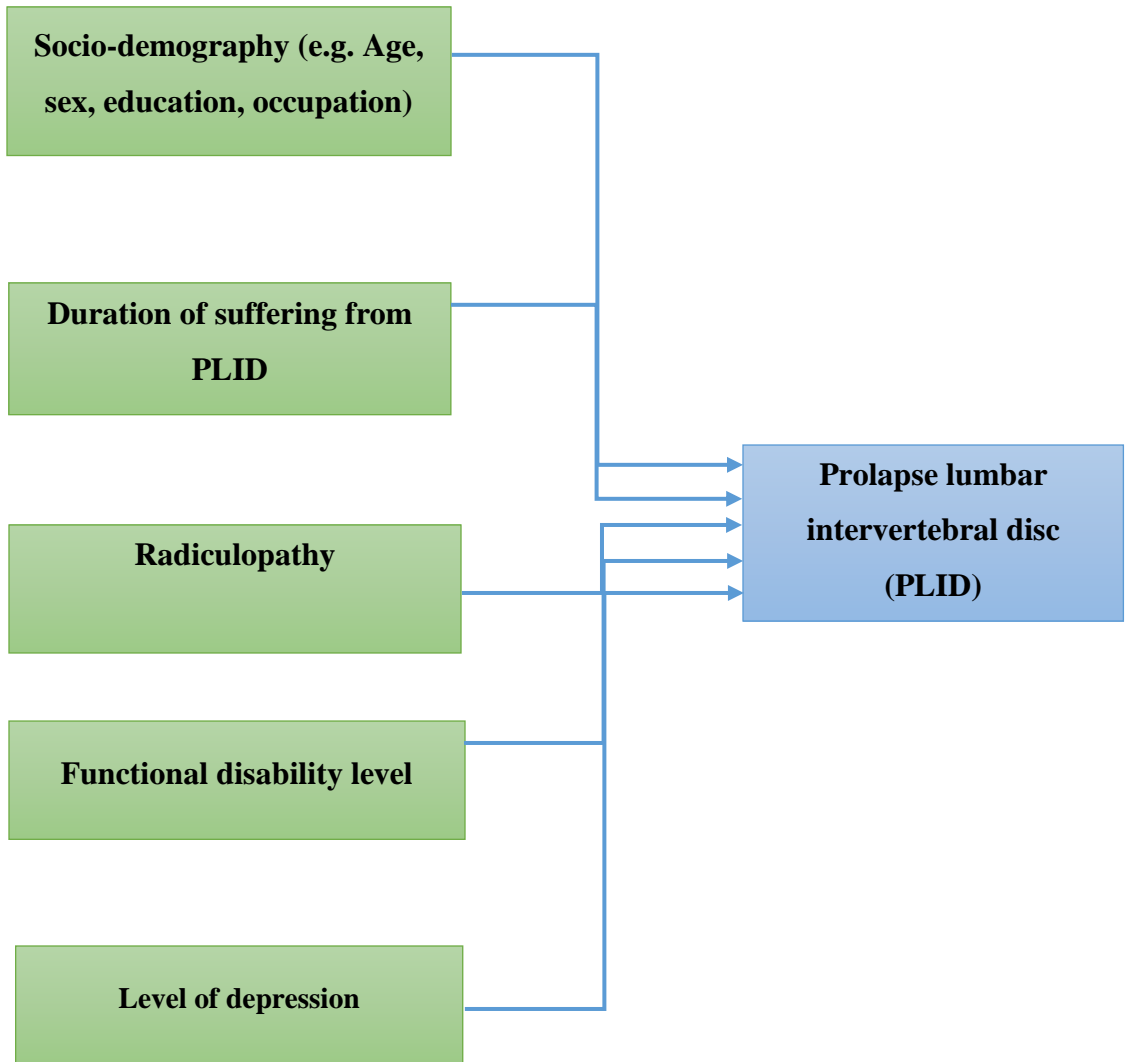 Socio-demography (e.g. Age,
sex, education, occupation)
Duration of suffering from
PLID
Radiculopathy
Functional disability level
Level of depression
Prolapse lumbar
intervertebral disc
(PLID)